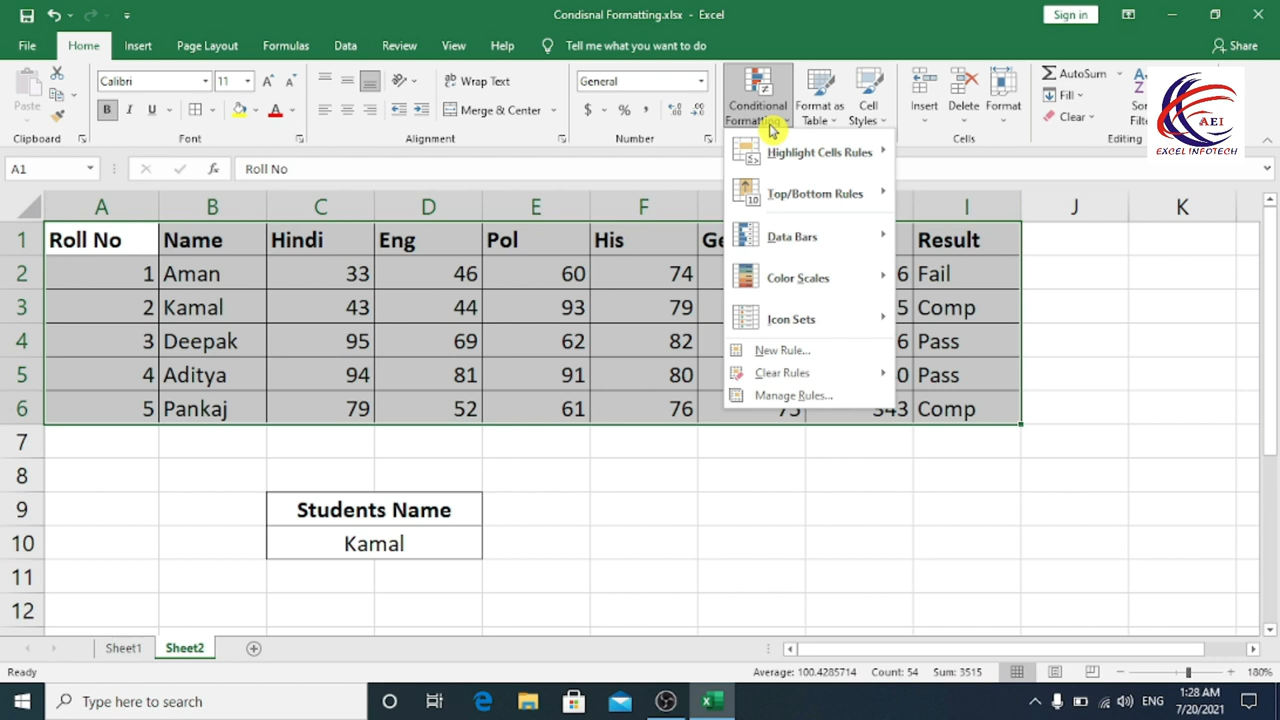 Condisnal Formatting.xlsx - Excel
Sign in
File Home Insert Page Layout Formulas Data Review View Help Tell me what you want to do Share
Paste
Calibri 11
B I U
Wrap Text
Merge & Center
General
$ % ,
Conditional Formatting
Format as Table
Cell Styles
Insert Delete Format
AutoSum
Fill
Clear
Clipboard Font Alignment Number Cells Editing
AEI
EXCEL INFOTECH
A1 fx Roll No
Highlight Cells Rules
Top/Bottom Rules
Data Bars
Color Scales
Icon Sets
New Rule...
Clear Rules
Manage Rules...
A B C D E F I J K
1 Roll No Name Hindi Eng Pol His Result
2 1 Aman 33 46 60 74 6 Fail
3 2 Kamal 43 44 93 79 5 Comp
4 3 Deepak 95 69 62 82 6 Pass
5 4 Aditya 94 81 91 80 0 Pass
6 5 Pankaj 79 52 61 76 75 343 Comp
7
8
9 Students Name
10 Kamal
11
12
Sheet1 Sheet2
Ready Average: 100.4285714 Count: 54 Sum: 3515 180%
Type here to search
ENG
1:28 AM
7/20/2021